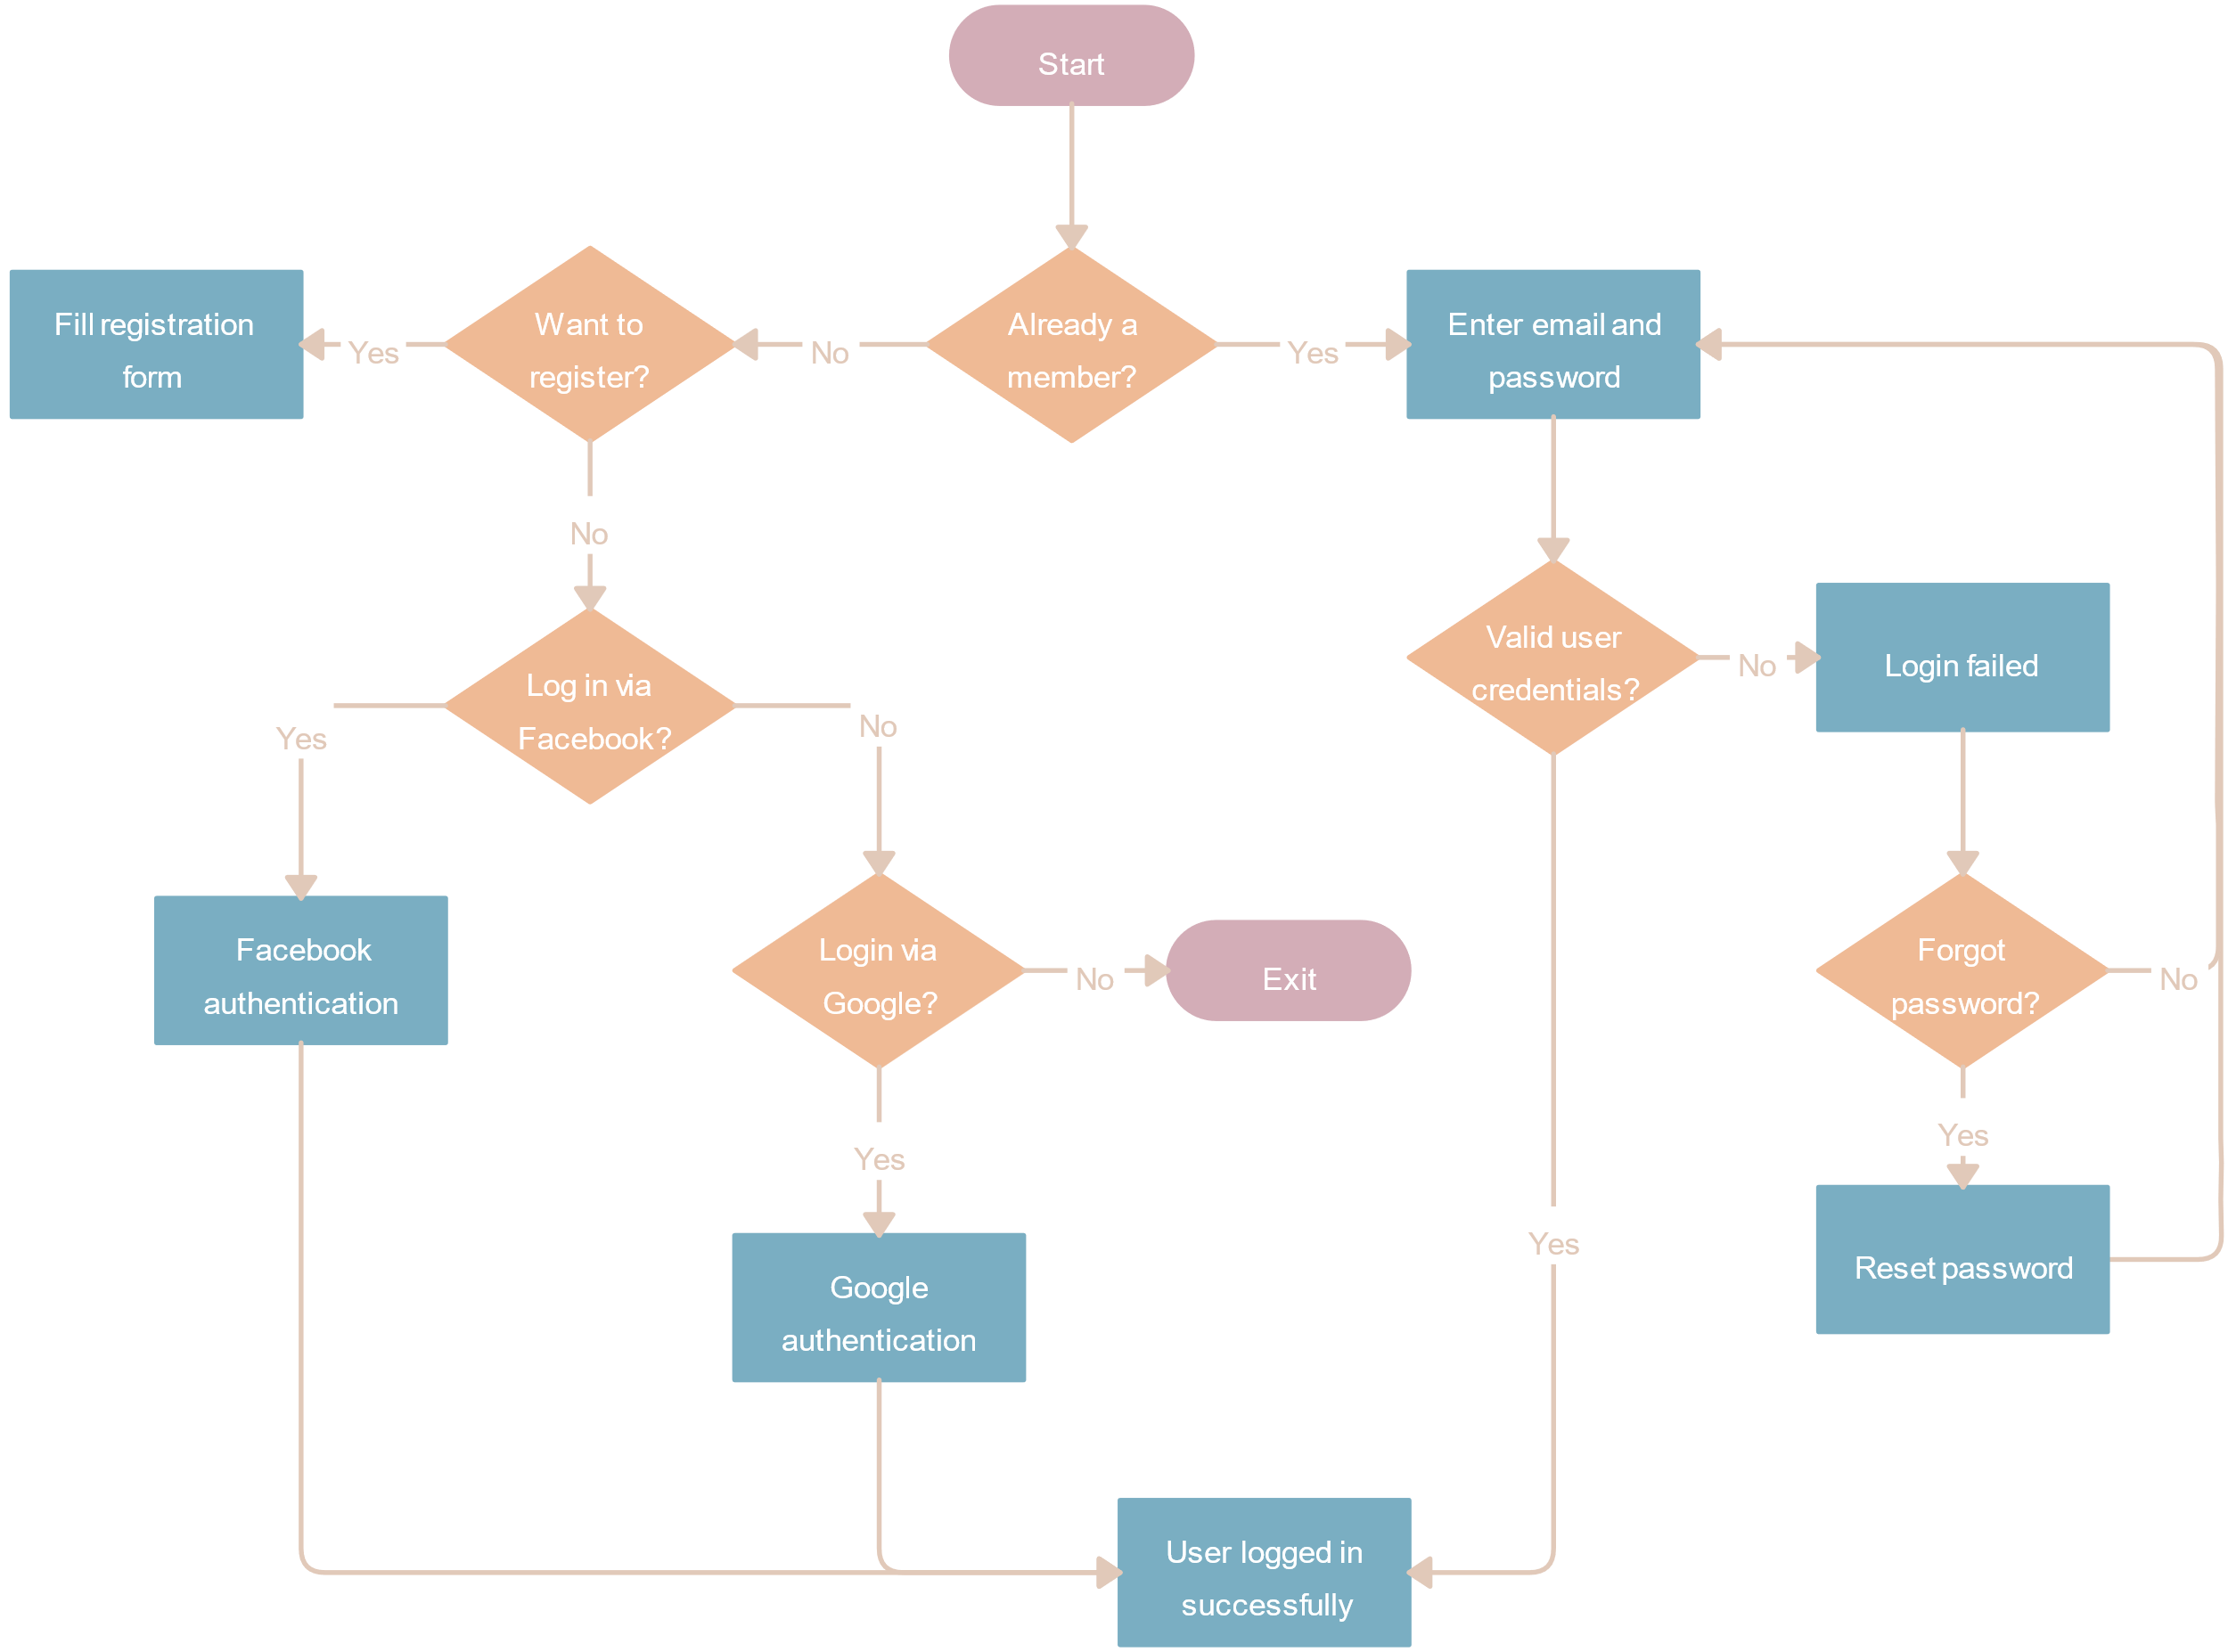 Start
Fill registration
form
Yes
Want to
register?
No
Already a
member?
Yes
Enter email and
password
No
Log in via
Facebook?
Yes
No
Valid user
credentials?
No
Login failed
Facebook
authentication
Login via
Google?
No
Exit
Forgot
password?
No
Yes
Yes
Yes
Reset password
Google
authentication
User logged in
successfully